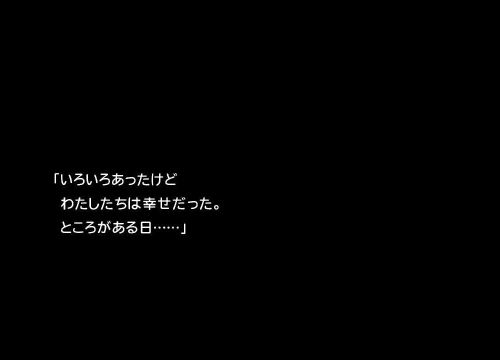 「いろいろあったけど
わたしたちは幸せだった。
ところがある日……」